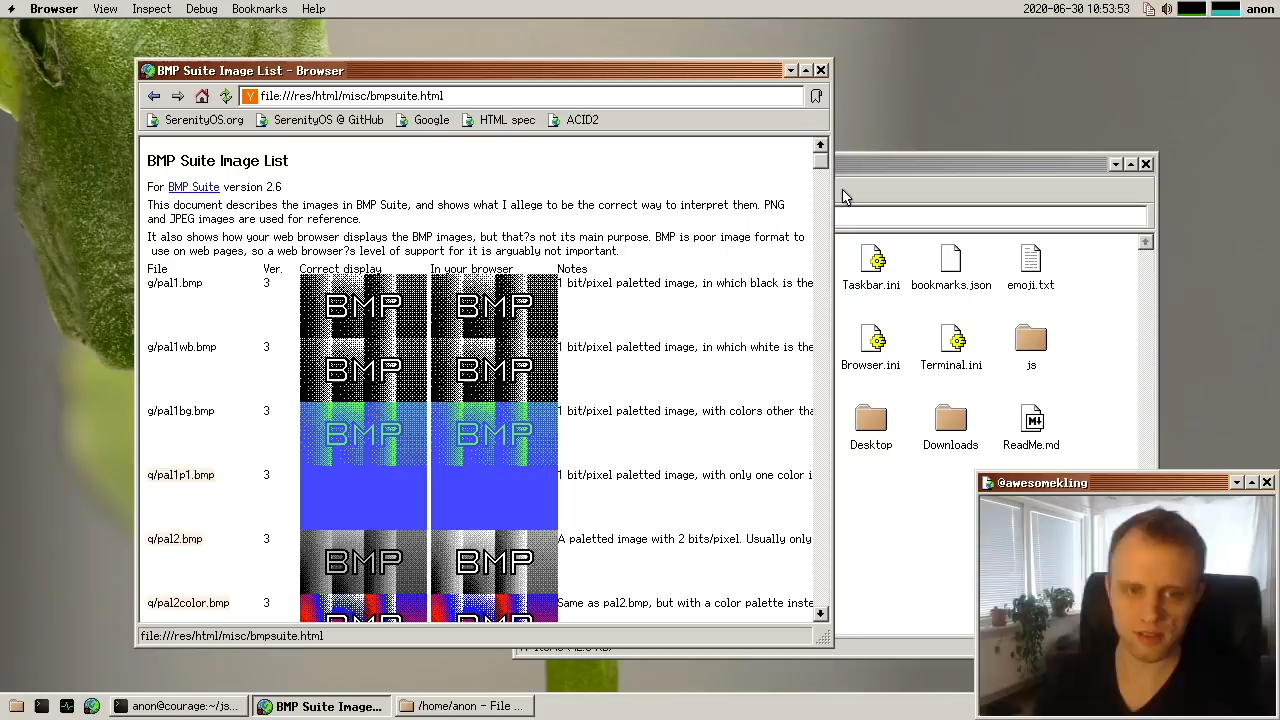 Browser View Inspect Debug Bookmarks Help 2020-06-30 10:53:53 anon
BMP Suite Image List - Browser
file:///res/html/misc/bmpsuite.html
SerenityOS.org SerenityOS @ GitHub Google HTML spec ACID2
BMP Suite Image List
For BMP Suite version 2.6
This document describes the images in BMP Suite, and shows what I allege to be the correct way to interpret them. PNG
and JPEG images are used for reference.
It also shows how your web browser displays the BMP images, but that?s not its main purpose. BMP is poor image format to
use on web pages, so a web browser?s level of support for it is arguably not important.
File Ver. Correct display In your browser Notes
g/pal1.bmp 3 BMP BMP 1 bit/pixel paletted image, in which black is the
g/pal1wb.bmp 3 BMP BMP 1 bit/pixel paletted image, in which white is the
g/pal1bg.bmp 3 BMP BMP 1 bit/pixel paletted image, with colors other tha
q/pal1p1.bmp 3 1 bit/pixel paletted image, with only one color i
q/pal2.bmp 3 BMP BMP A paletted image with 2 bits/pixel. Usually only
q/pal2color.bmp 3 BMP BMP Same as pal2.bmp, but with a color palette inste
file:///res/html/misc/bmpsuite.html
Taskbar.ini bookmarks.json emoji.txt
Browser.ini Terminal.ini js
Desktop Downloads ReadMe.md
@awesomekling
anon@courage:~/js... BMP Suite Image... /home/anon - File ...